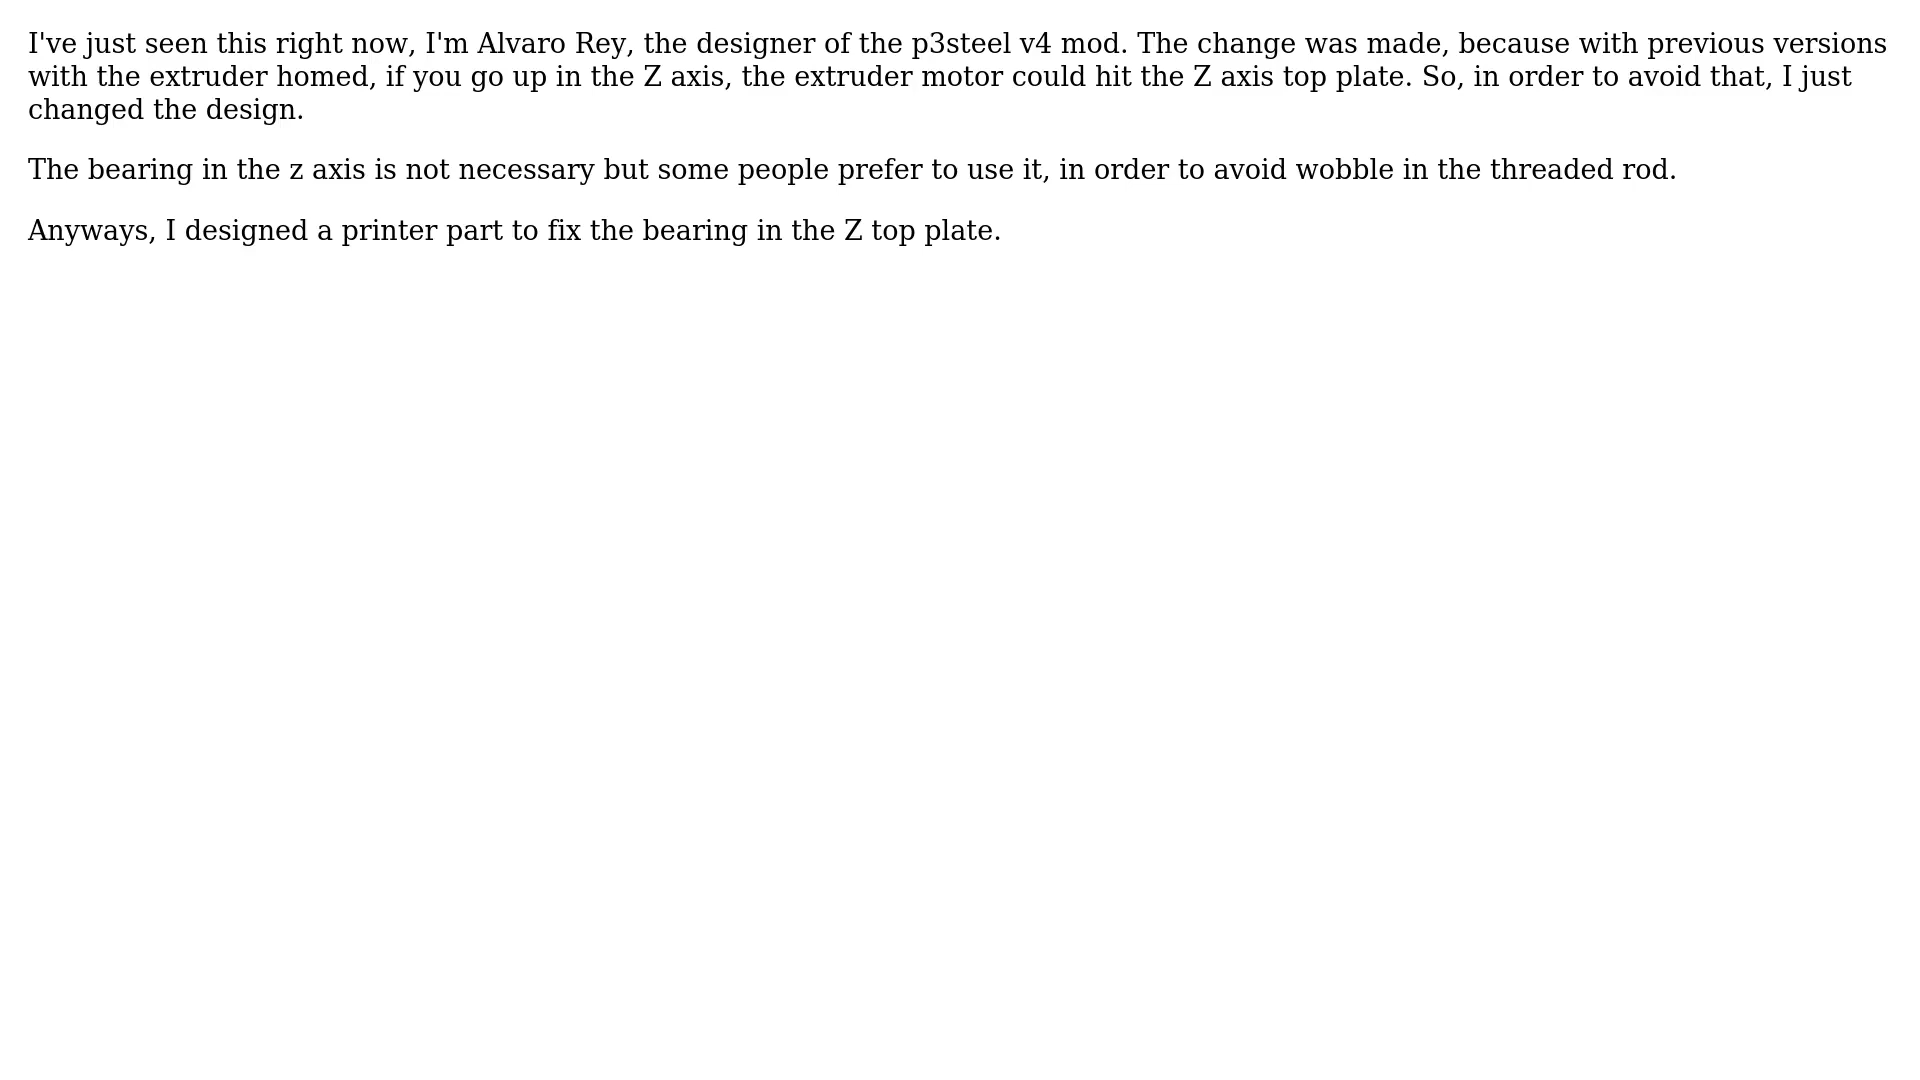 I've just seen this right now, I'm Alvaro Rey, the designer of the p3steel v4 mod. The change was made, because with previous versions
with the extruder homed, if you go up in the Z axis, the extruder motor could hit the Z axis top plate. So, in order to avoid that, I just
changed the design.
The bearing in the z axis is not necessary but some people prefer to use it, in order to avoid wobble in the threaded rod.
Anyways, I designed a printer part to fix the bearing in the Z top plate.